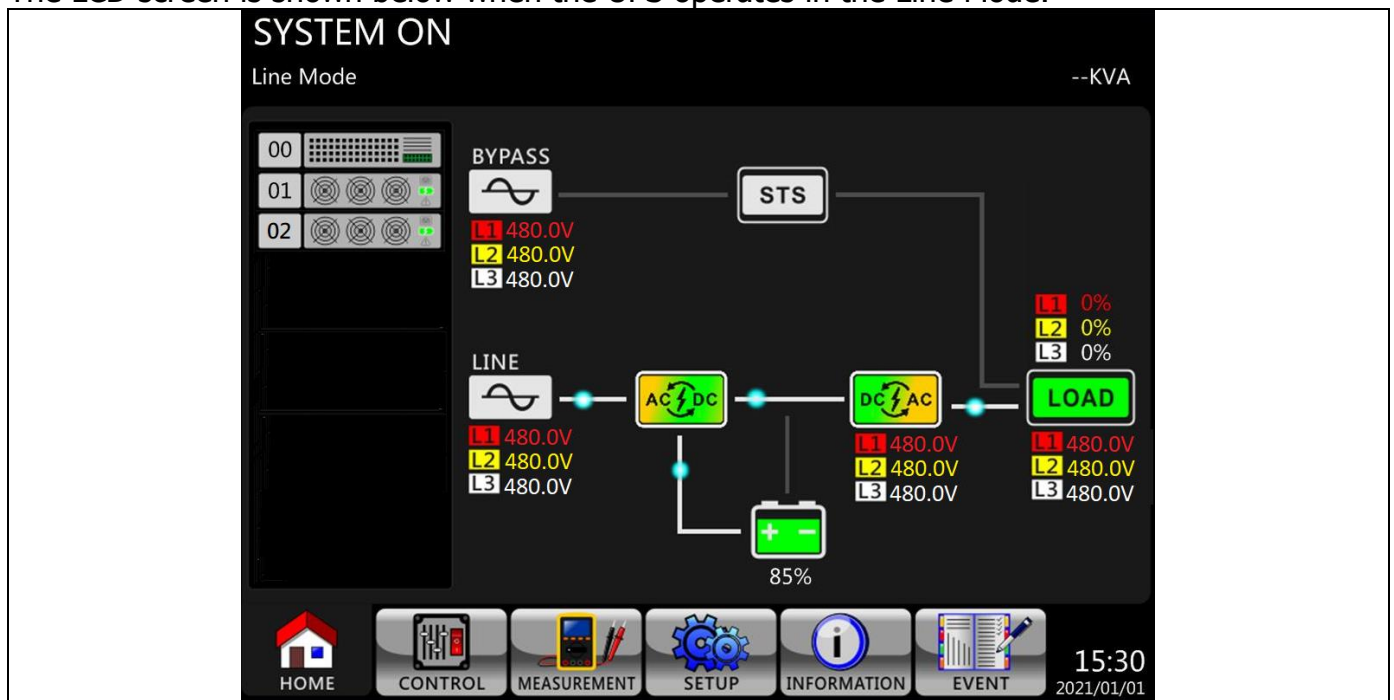 The LCD screen is shown below when the UPS operates in the Line Mode.
SYSTEM ON
Line Mode
--KVA
00
01
02
BYPASS
L1 480.0V
L2 480.0V
L3 480.0V
STS
LINE
L1 480.0V
L2 480.0V
L3 480.0V
AC DC
DC AC
L1 480.0V
L2 480.0V
L3 480.0V
L1 0%
L2 0%
L3 0%
LOAD
L1 480.0V
L2 480.0V
L3 480.0V
+ -
85%
HOME
CONTROL
MEASUREMENT
SETUP
INFORMATION
EVENT
15:30
2021/01/01